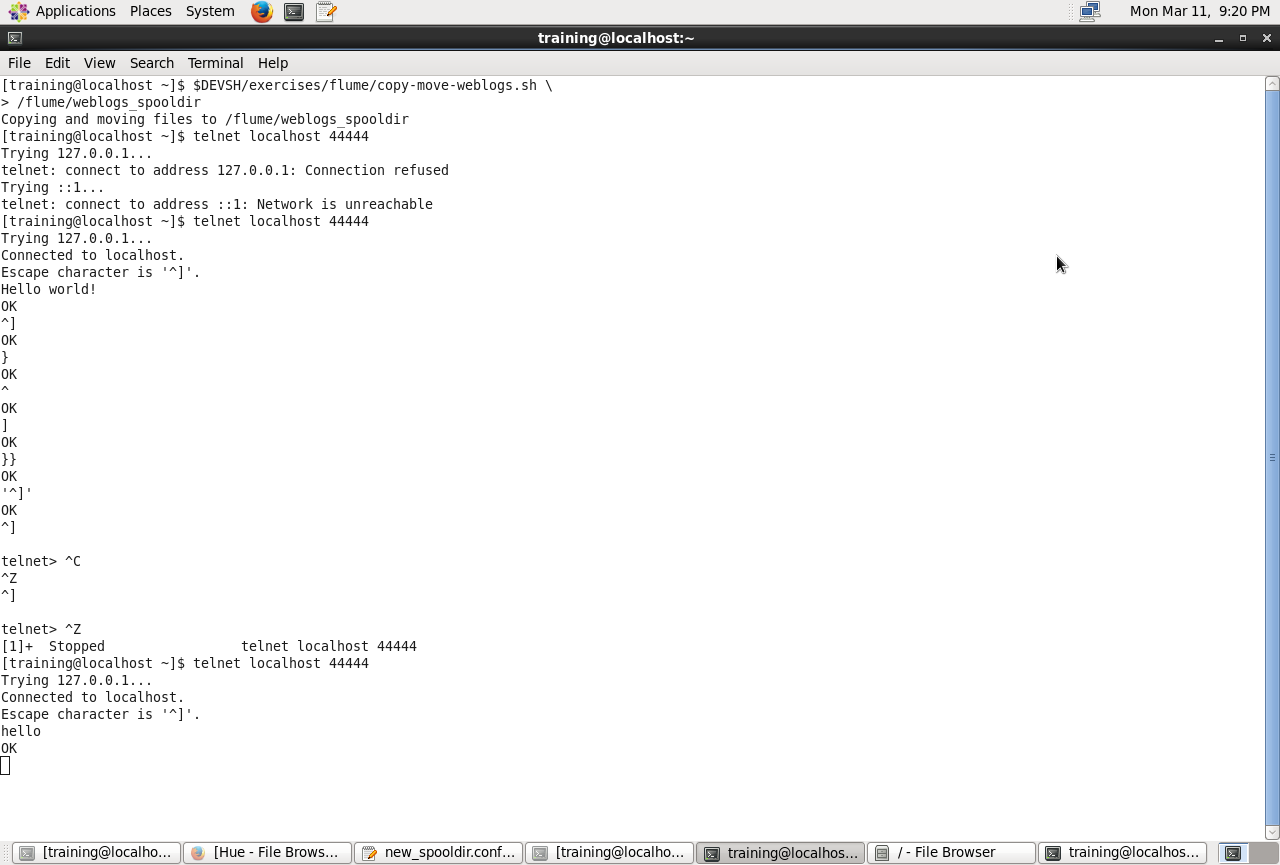 Applications Places System Mon Mar 11, 9:20 PM
training@localhost:~
File Edit View Search Terminal Help
[training@localhost ~]$ $DEVSH/exercises/flume/copy-move-weblogs.sh \
> /flume/weblogs_spooldir
Copying and moving files to /flume/weblogs_spooldir
[training@localhost ~]$ telnet localhost 44444
Trying 127.0.0.1...
telnet: connect to address 127.0.0.1: Connection refused
Trying ::1...
telnet: connect to address ::1: Network is unreachable
[training@localhost ~]$ telnet localhost 44444
Trying 127.0.0.1...
Connected to localhost.
Escape character is '^]'.
Hello world!
OK
^]
OK
}
OK
^
OK
]
OK
}}
OK
'^]'
OK
^]
telnet> ^C
^Z
^]
telnet> ^Z
[1]+  Stopped                 telnet localhost 44444
[training@localhost ~]$ telnet localhost 44444
Trying 127.0.0.1...
Connected to localhost.
Escape character is '^]'.
hello
OK
[training@localho... [Hue - File Brows... new_spooldir.conf... [training@localho... training@localhos... / - File Browser training@localhos...